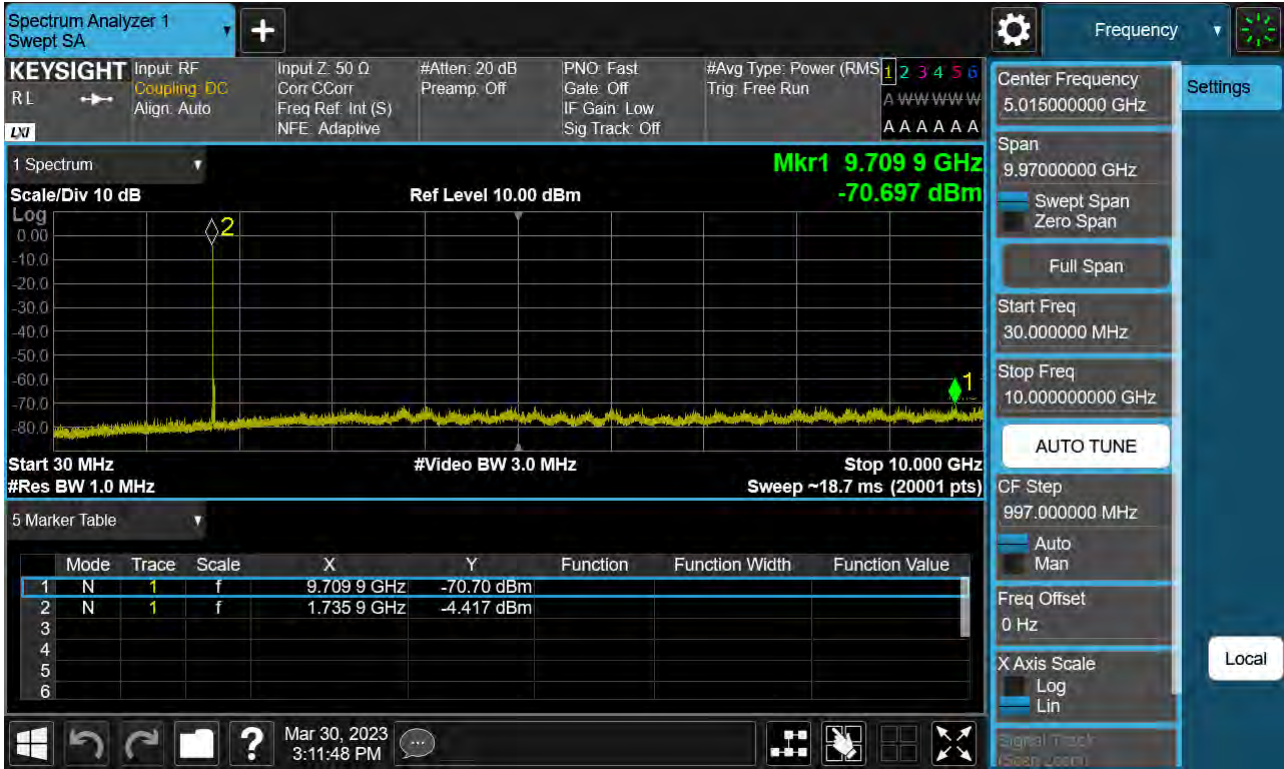 Spectrum Analyzer 1
Swept SA
+
Frequency
KEYSIGHT
RL
LXI
Input: RF
Coupling: DC
Align: Auto
Input Z: 50 Ω
Corr CCorr
Freq Ref: Int (S)
NFE: Adaptive
#Atten: 20 dB
Preamp: Off
PNO: Fast
Gate: Off
IF Gain: Low
Sig Track: Off
#Avg Type: Power (RMS
Trig: Free Run
1 2 3 4 5 6
A W W W W W
A A A A A A
1 Spectrum
Mkr1 9.709 9 GHz
-70.697 dBm
Scale/Div 10 dB
Ref Level 10.00 dBm
Log
0.00
-10.0
-20.0
-30.0
-40.0
-50.0
-60.0
-70.0
-80.0
2
1
Start 30 MHz
#Video BW 3.0 MHz
Stop 10.000 GHz
#Res BW 1.0 MHz
Sweep ~18.7 ms (20001 pts)
5 Marker Table
Mode Trace Scale X Y Function Function Width Function Value
1 N 1 f 9.709 9 GHz -70.70 dBm
2 N 1 f 1.735 9 GHz -4.417 dBm
3
4
5
6
?
Mar 30, 2023
3:11:48 PM
Center Frequency
5.015000000 GHz
Settings
Span
9.97000000 GHz
Swept Span
Zero Span
Full Span
Start Freq
30.000000 MHz
Stop Freq
10.000000000 GHz
AUTO TUNE
CF Step
997.000000 MHz
Auto
Man
Freq Offset
0 Hz
X Axis Scale
Log
Lin
Local
Signal Track
(Span Zoom)